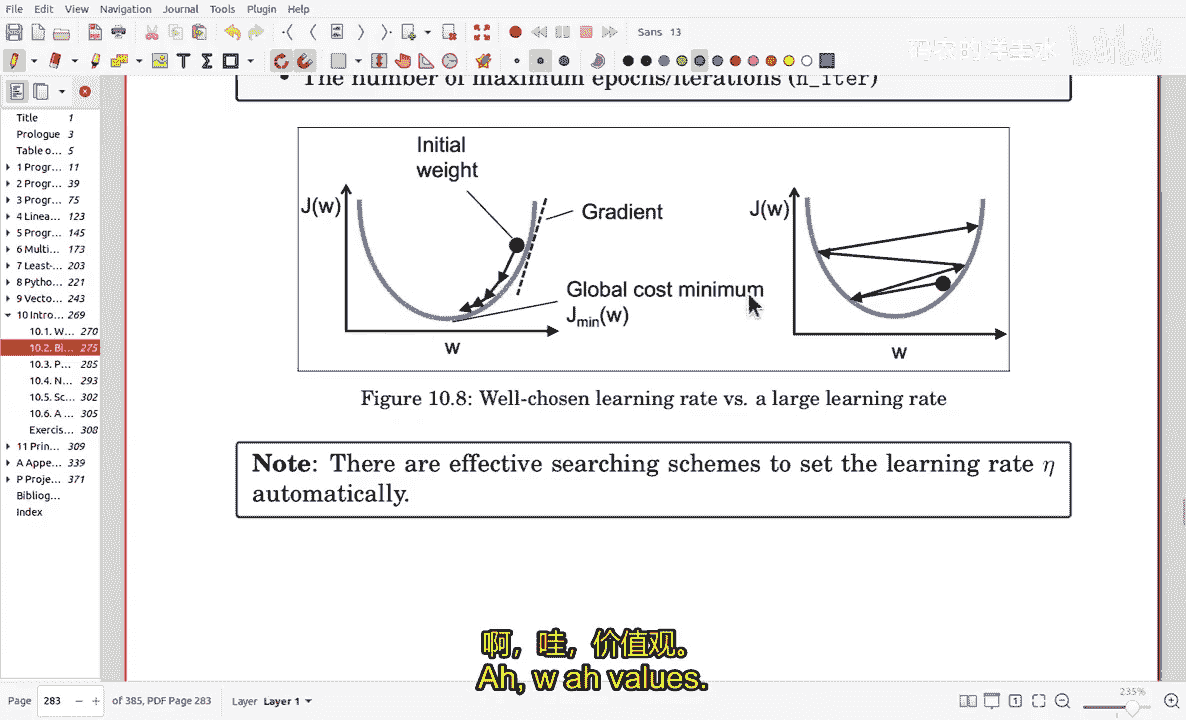 File Edit View Navigation Journal Tools Plugin Help
Sans 13
Title 1
Prologue 3
Table o... 5
1 Progr... 11
2 Progr... 39
3 Progr... 75
4 Linea... 123
5 Progr... 145
6 Multi... 173
7 Least-... 203
8 Pytho... 221
9 Vecto... 243
10 Intro... 269
10.1. W... 270
10.2. Bi... 275
10.3. P... 285
10.4. N... 293
10.5. Sc... 302
10.6. A ... 305
Exercis... 308
11 Prin... 309
A Appe... 339
P Proje... 371
Bibliog...
Index
• The number of maximum epochs/iterations (n_iter)
Initial
weight
J(w)
Gradient
Global cost minimum
Jmin(w)
w
J(w)
w
Figure 10.8: Well-chosen learning rate vs. a large learning rate
Note: There are effective searching schemes to set the learning rate η
automatically.
啊，哇，价值观。
Ah, w ah values.
Page 283 − + of 385, PDF Page 283 Layer Layer 1
235%